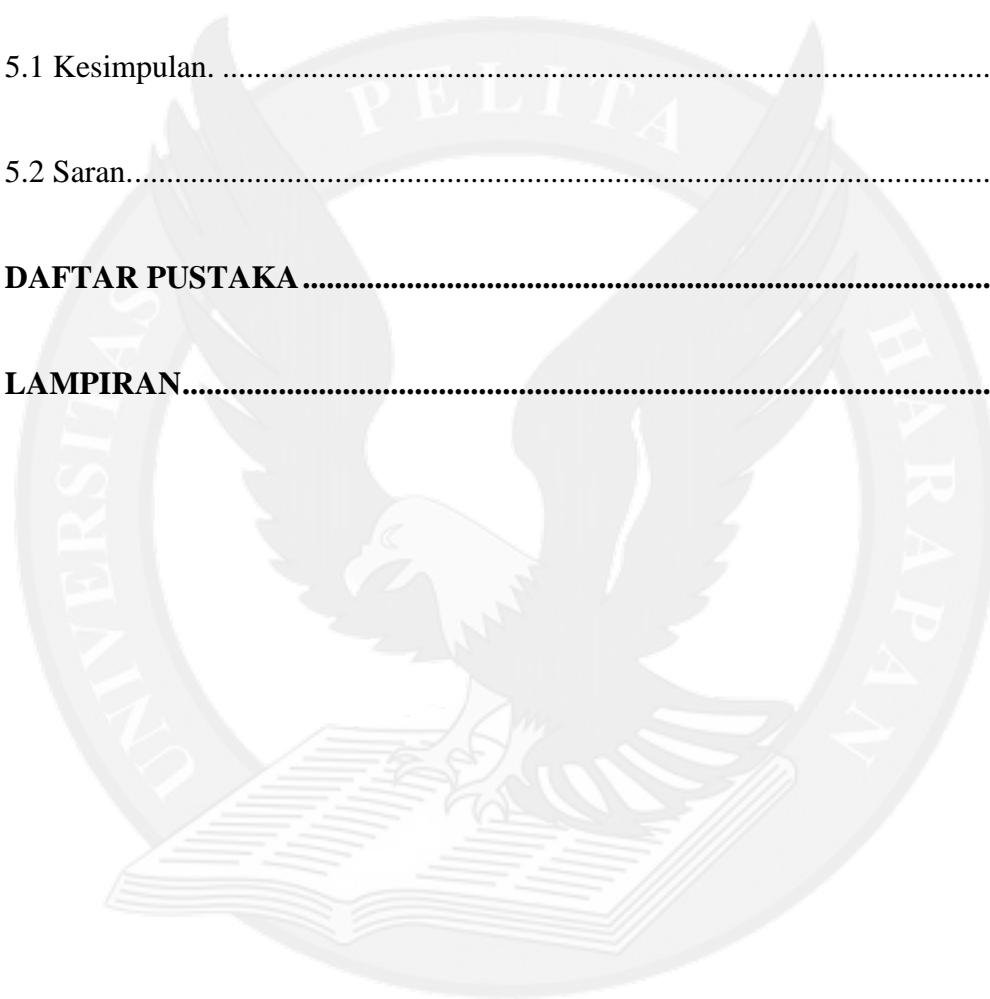 5.1 Kesimpulan. ................................................................................................
5.2 Saran............................................................................................................
DAFTAR PUSTAKA ......................................................................................
LAMPIRAN.....................................................................................................
UNIVERSITAS PELITA HARAPAN